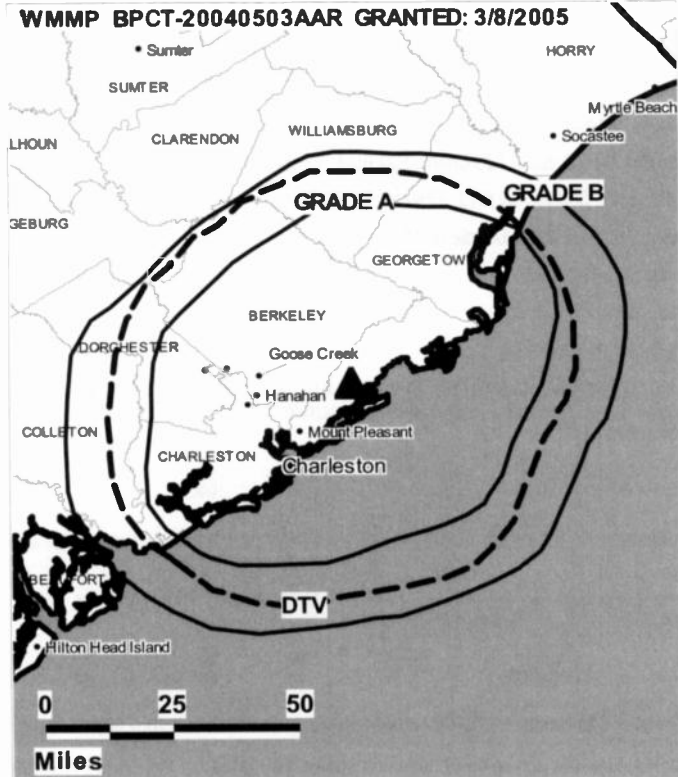 WMMP BPCT-20040503AAR GRANTED: 3/8/2005
Sumter
HORRY
SUMTER
Myrtle Beach
WILLIAMSBURG
CLARENDON
Socastee
LHOUN
GRADE A
GRADE B
GEBURG
GEORGETOW
BERKELEY
DORCHESTER
Goose Creek
Hanahan
COLLETON
Mount Pleasant
CHARLESTON
Charleston
BEAUFORT
DTV
Hilton Head Island
0 25 50
Miles